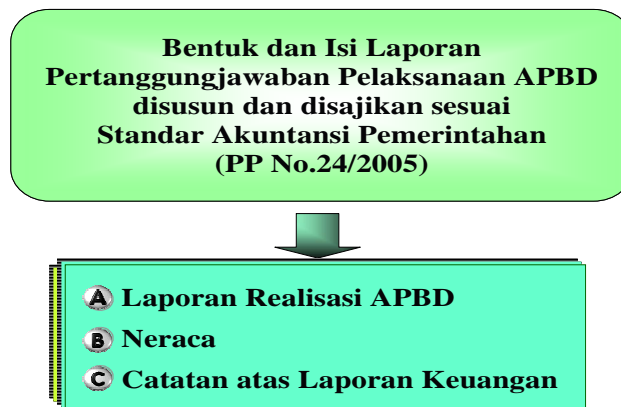 Bentuk dan Isi Laporan
Pertanggungjawaban Pelaksanaan APBD
disusun dan disajikan sesuai
Standar Akuntansi Pemerintahan
(PP No.24/2005)
A Laporan Realisasi APBD
B Neraca
C Catatan atas Laporan Keuangan